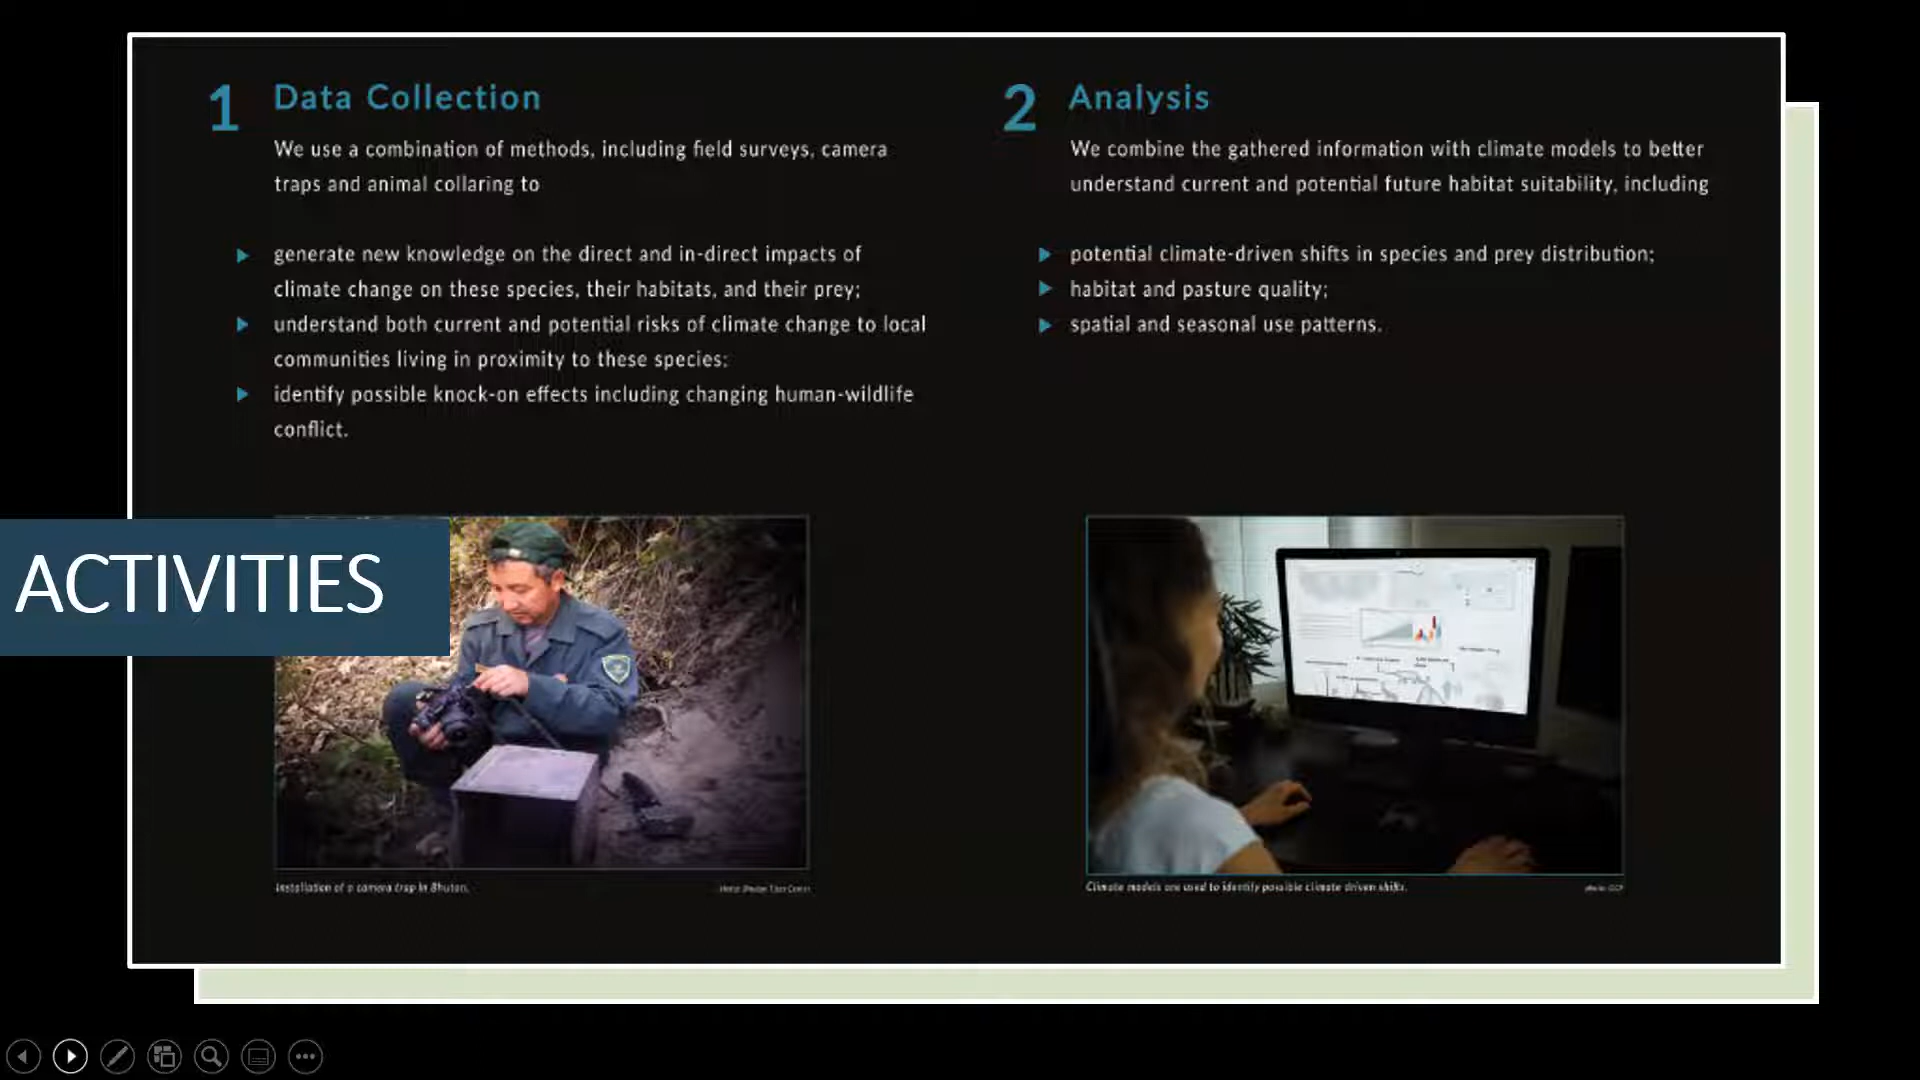 1 Data Collection
We use a combination of methods, including field surveys, camera
traps and animal collaring to
generate new knowledge on the direct and in-direct impacts of
climate change on these species, their habitats, and their prey;
understand both current and potential risks of climate change to local
communities living in proximity to these species;
identify possible knock-on effects including changing human-wildlife
conflict.
ACTIVITIES
Installation of a camera trap in Bhutan.
2 Analysis
We combine the gathered information with climate models to better
understand current and potential future habitat suitability, including
potential climate-driven shifts in species and prey distribution;
habitat and pasture quality;
spatial and seasonal use patterns.
Climate models are used to identify possible climate driven shifts.